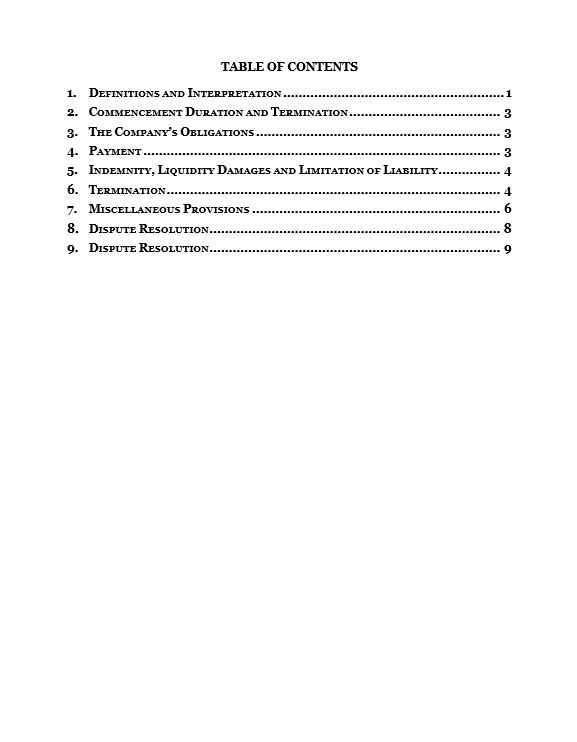 TABLE OF CONTENTS
1. Definitions and Interpretation ........................................................ 1
2. Commencement Duration and Termination ....................................... 3
3. The Company's Obligations ............................................................... 3
4. Payment ............................................................................................ 3
5. Indemnity, Liquidity Damages and Limitation of Liability ................ 4
6. Termination ...................................................................................... 4
7. Miscellaneous Provisions ................................................................ 6
8. Dispute Resolution ........................................................................... 8
9. Dispute Resolution ........................................................................... 9